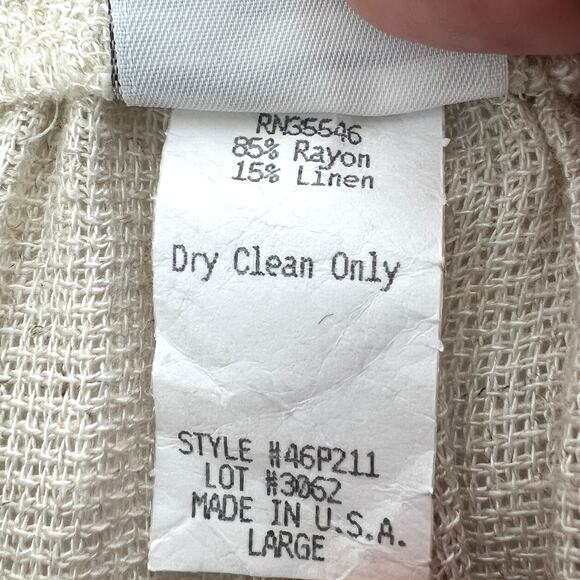 RN35546
85% Rayon
15% Linen
Dry Clean Only
STYLE #46P211
LOT #3062
MADE IN U.S.A.
LARGE